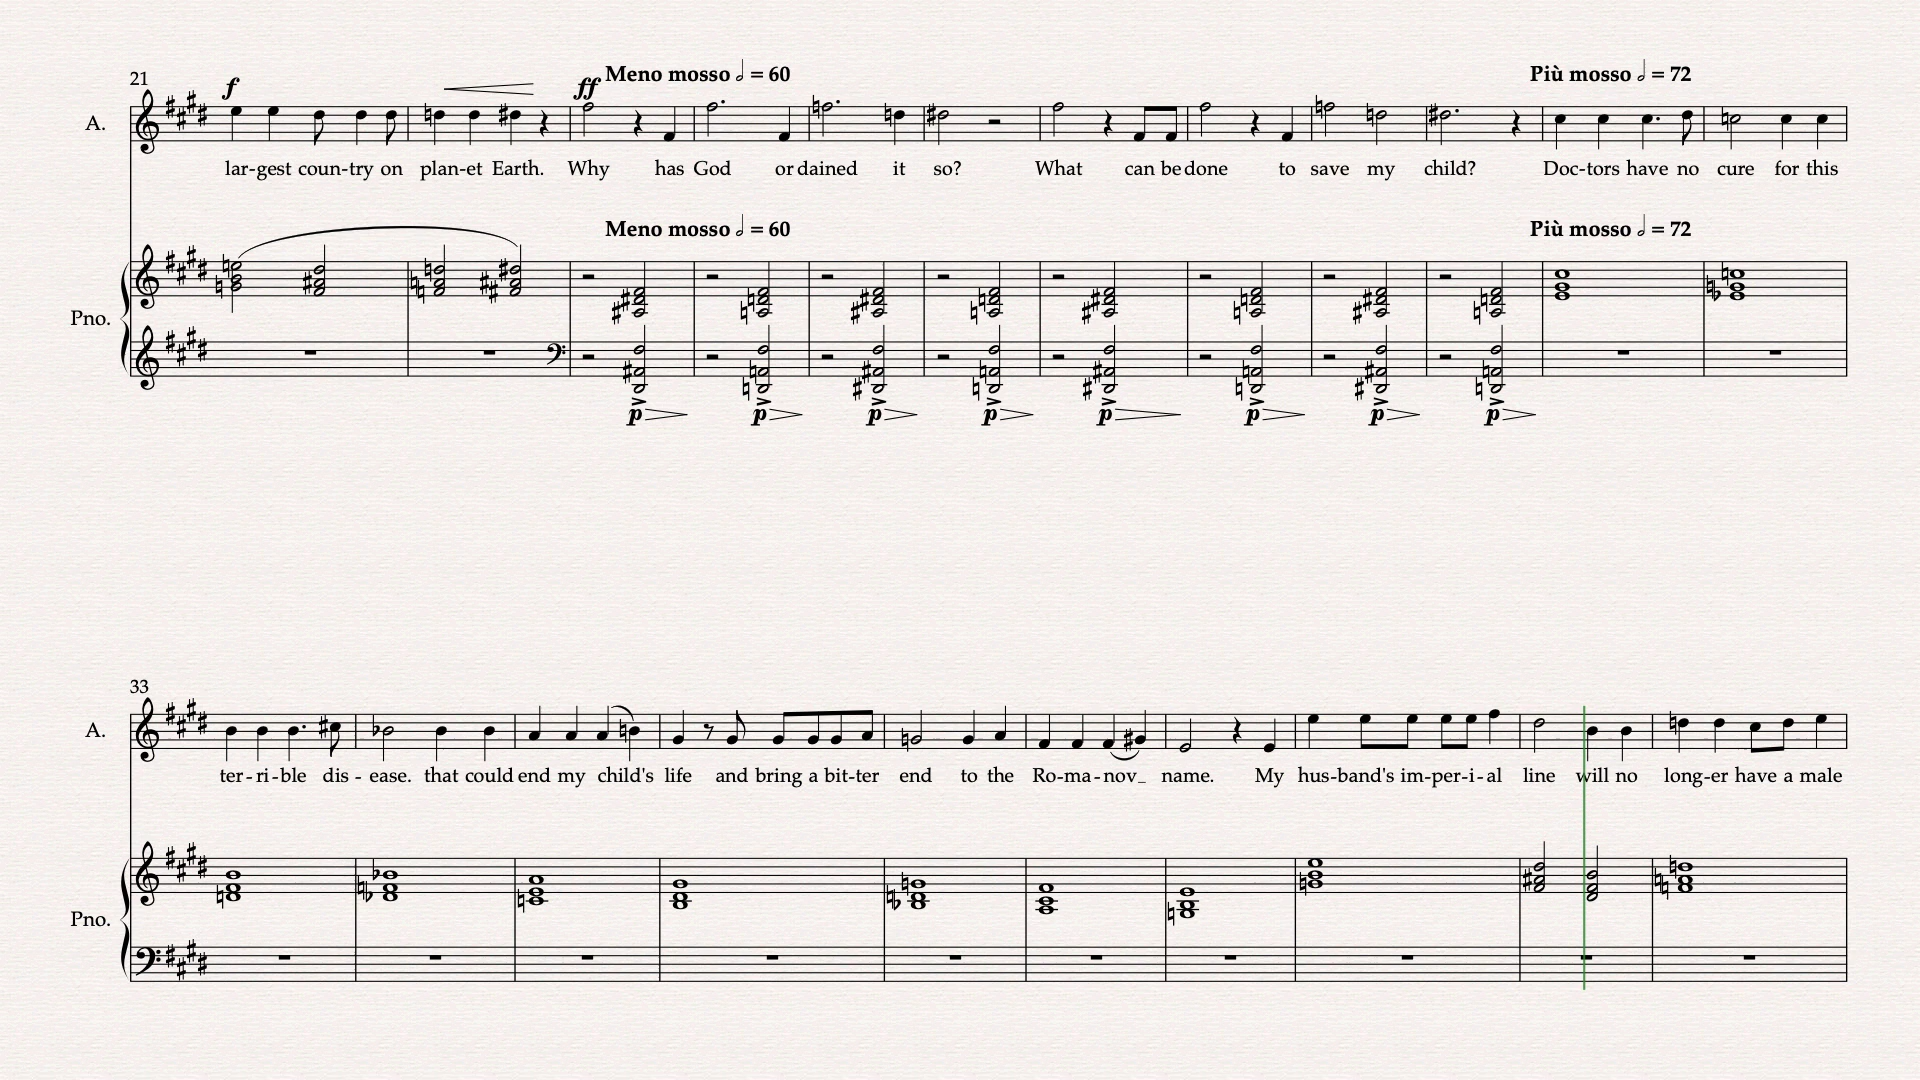 21 f ff Meno mosso 𝅗𝅥 = 60 Più mosso 𝅗𝅥 = 72
A.
lar-gest coun-try on plan-et Earth. Why has God or dained it so? What can be done to save my child? Doc-tors have no cure for this
Meno mosso 𝅗𝅥 = 60 Più mosso 𝅗𝅥 = 72
Pno.
p p p p p p p p
33
A.
ter-ri-ble dis-ease. that could end my child's life and bring a bit-ter end to the Ro-ma-nov_ name. My hus-band's im-per-i-al line will no long-er have a male
Pno.